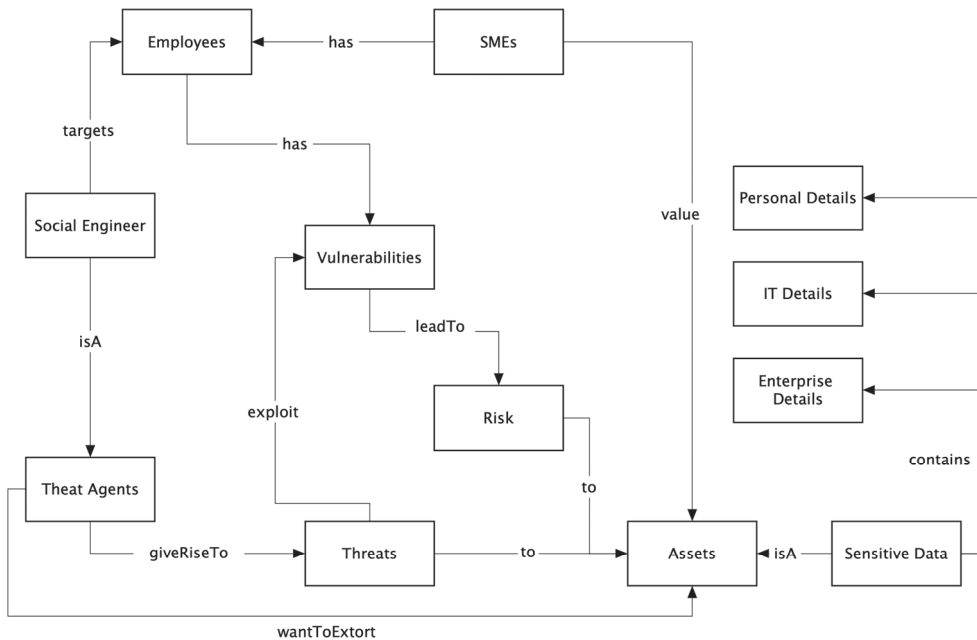 Employees
has
SMEs
targets
has
Social Engineer
Vulnerabilities
value
Personal Details
IT Details
isA
leadTo
Enterprise
Details
exploit
Risk
contains
Theat Agents
to
giveRiseTo
Threats
to
Assets
isA
Sensitive Data
wantToExtort